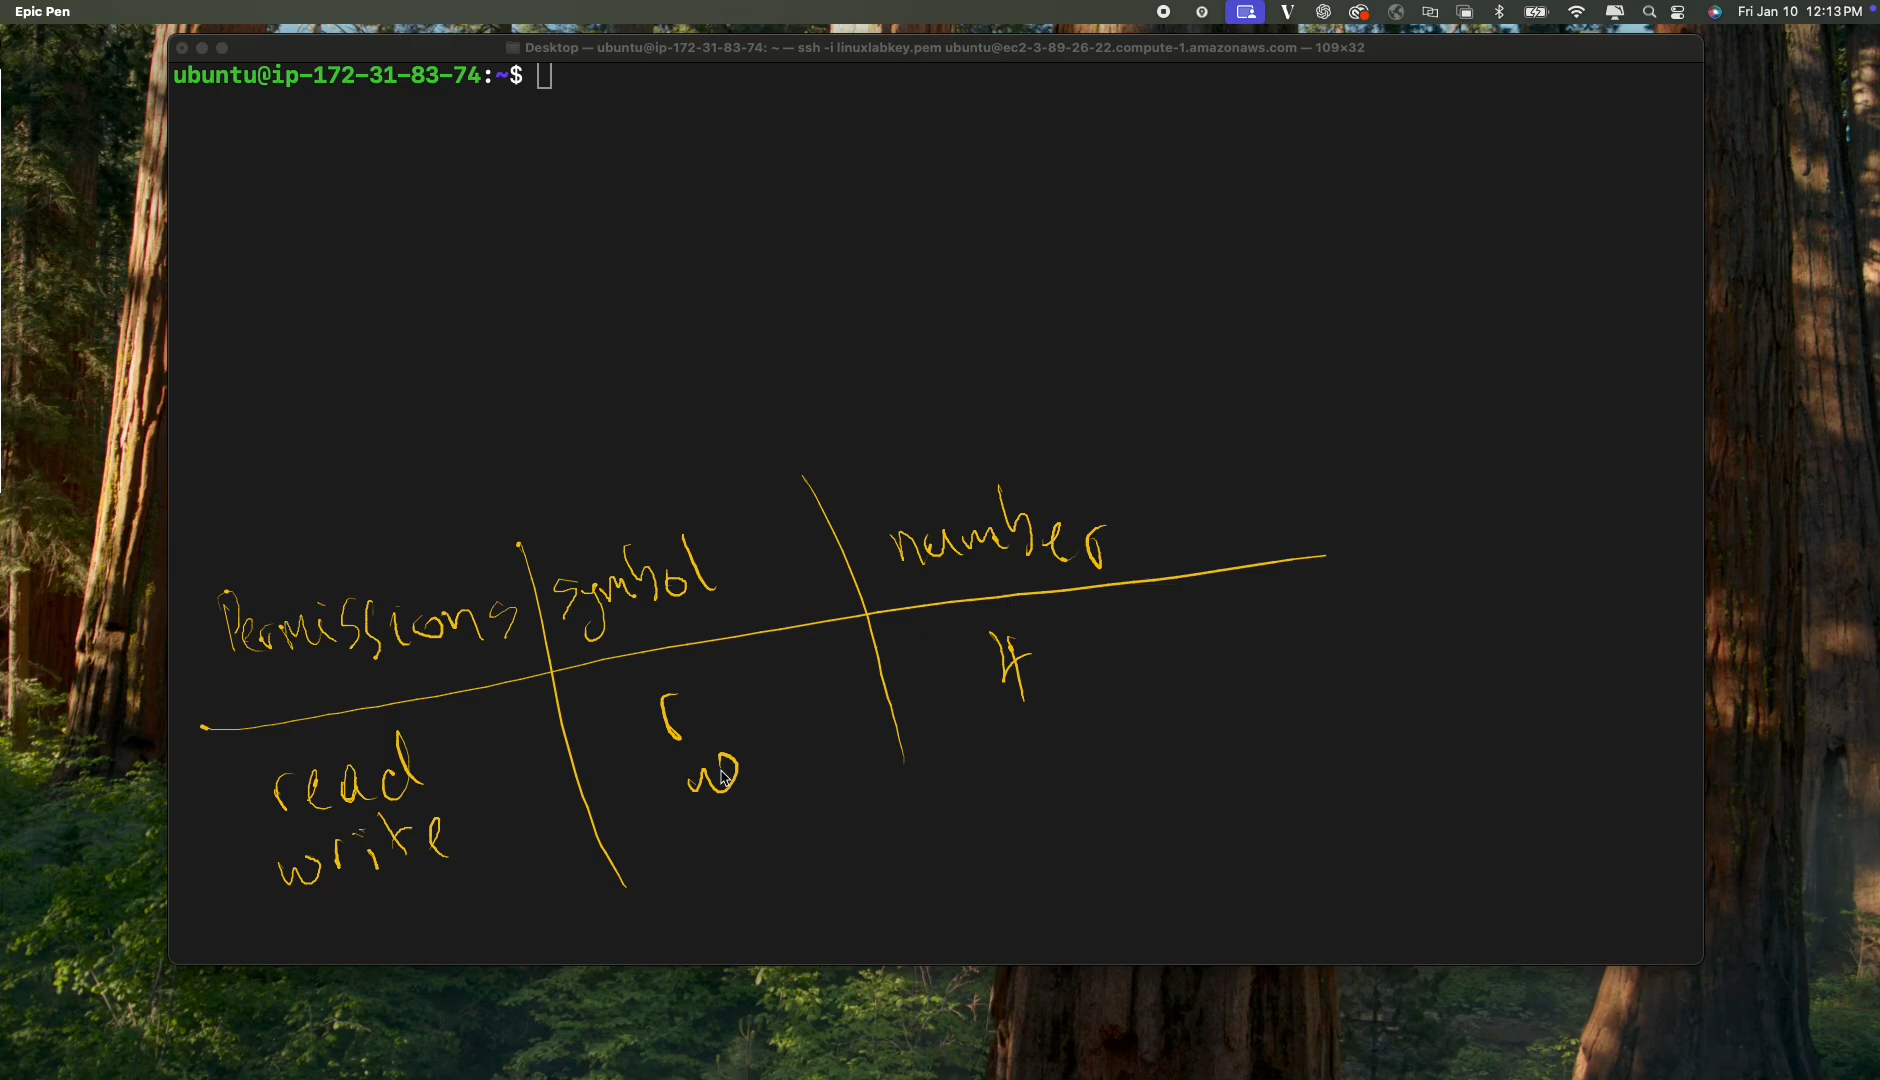 Epic Pen
Fri Jan 10 12:13 PM
Desktop — ubuntu@ip-172-31-83-74: ~ — ssh -i linuxlabkey.pem ubuntu@ec2-3-89-26-22.compute-1.amazonaws.com — 109×32
ubuntu@ip-172-31-83-74:~$
Permissions symbol number
read r 4
write w